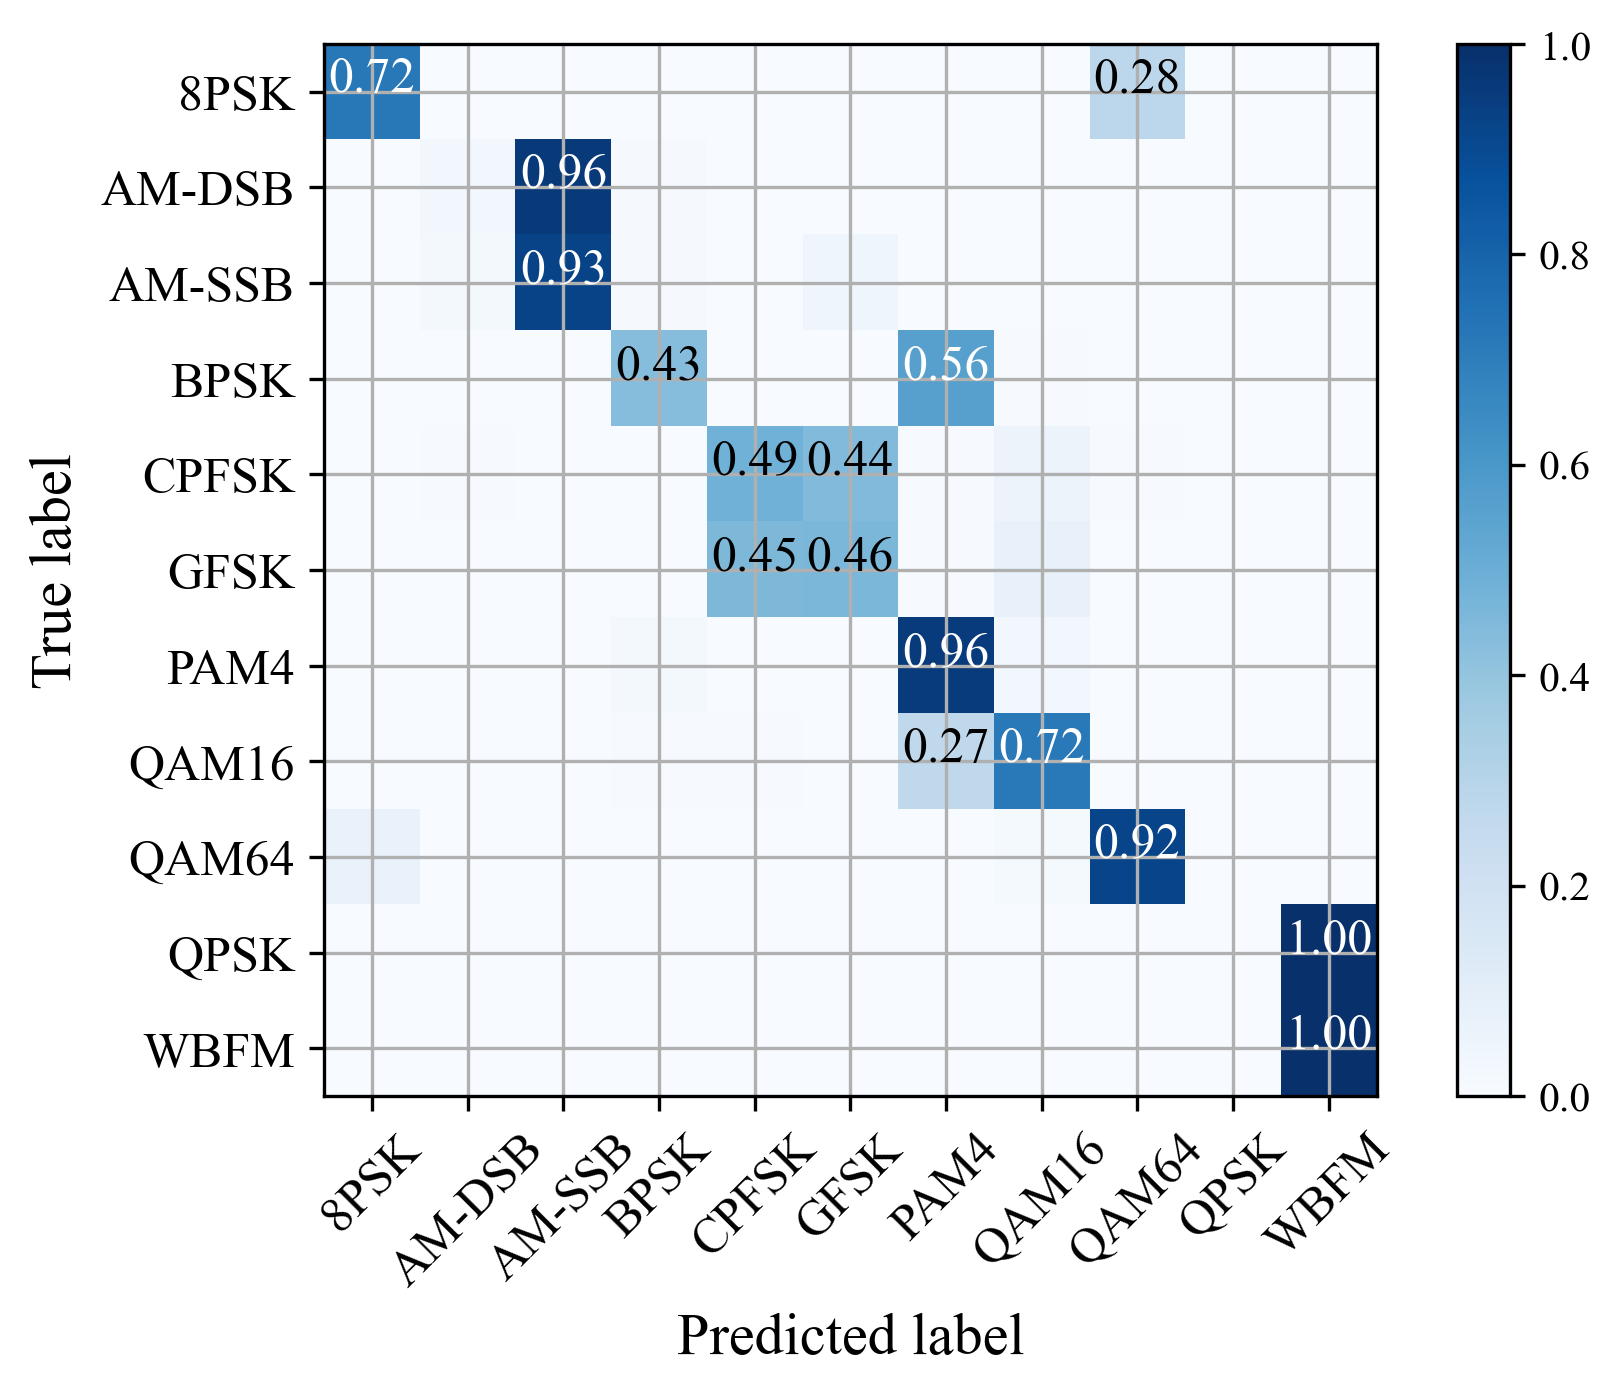 8PSK 0.72 0.28
AM-DSB 0.96
AM-SSB 0.93
BPSK 0.43 0.56
CPFSK 0.49 0.44
GFSK 0.45 0.46
PAM4 0.96
QAM16 0.27 0.72
QAM64 0.92
QPSK 1.00
WBFM 1.00
True label
8PSK AM-DSB AM-SSB BPSK CPFSK GFSK PAM4 QAM16 QAM64 QPSK WBFM
Predicted label
1.0
0.8
0.6
0.4
0.2
0.0